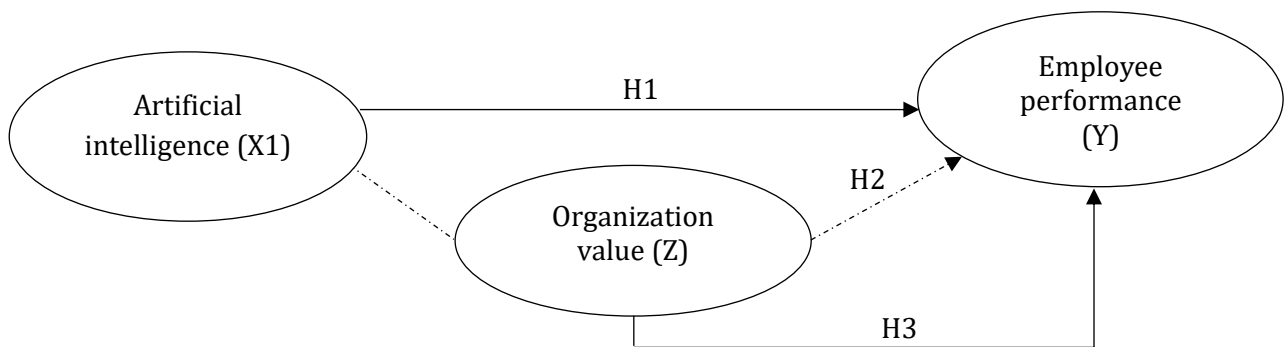 Artificial
intelligence (X1)
H1
Employee
performance
(Y)
H2
Organization
value (Z)
H3